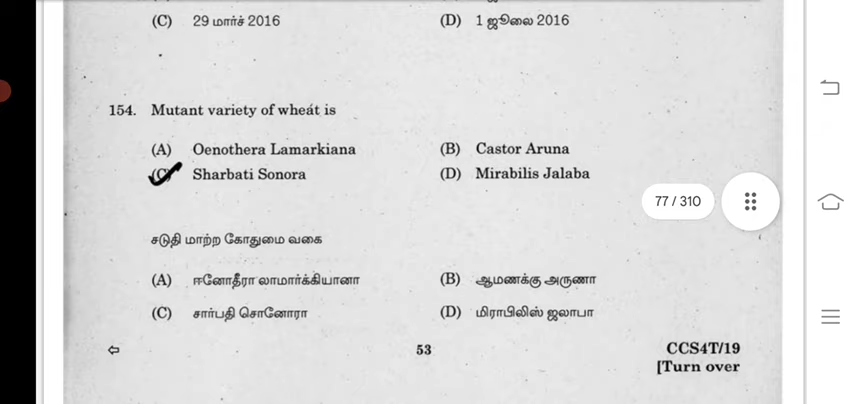 (C) 29 மார்ச் 2016 (D) 1 ஜூலை 2016
154. Mutant variety of wheat is
(A) Oenothera Lamarkiana (B) Castor Aruna
(C) Sharbati Sonora (D) Mirabilis Jalaba
77 / 310
சடுதி மாற்ற கோதுமை வகை
(A) ஈனோதீரா லாமார்க்கியானா (B) ஆமணக்கு அருணா
(C) சார்பதி சொனோரா (D) மிராபிலிஸ் ஜலாபா
53 CCS4T/19
[Turn over